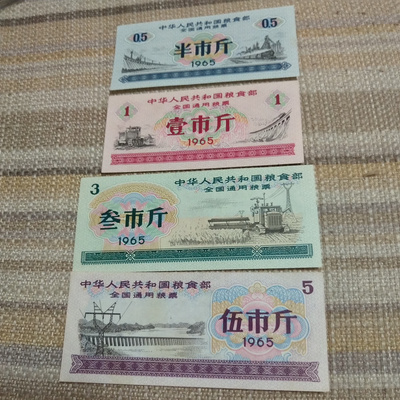 中华人民共和國粮食部
全国通用粮票
0.5 0.5
半市斤
1965
中华人民共和國粮食部
全国通用粮票
1 1
壹市斤
1965
3
中华人民共和國粮食部
全国通用粮票
叁市斤
1965
中华人民共和國粮食部
全国通用粮票
5
伍市斤
1965